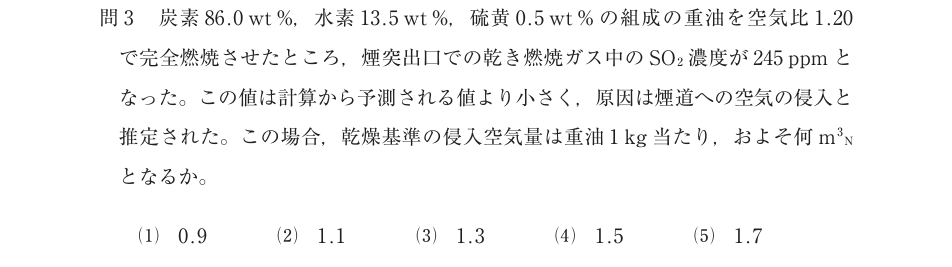 問3 炭素 86.0 wt %，水素 13.5 wt %，硫黄 0.5 wt % の組成の重油を空気比 1.20
で完全燃焼させたところ，煙突出口での乾き燃焼ガス中の SO₂ 濃度が 245 ppm と
なった。この値は計算から予測される値より小さく，原因は煙道への空気の侵入と
推定された。この場合，乾燥基準の侵入空気量は重油 1 kg 当たり，およそ何 m³N
となるか。
⑴ 0.9 ⑵ 1.1 ⑶ 1.3 ⑷ 1.5 ⑸ 1.7